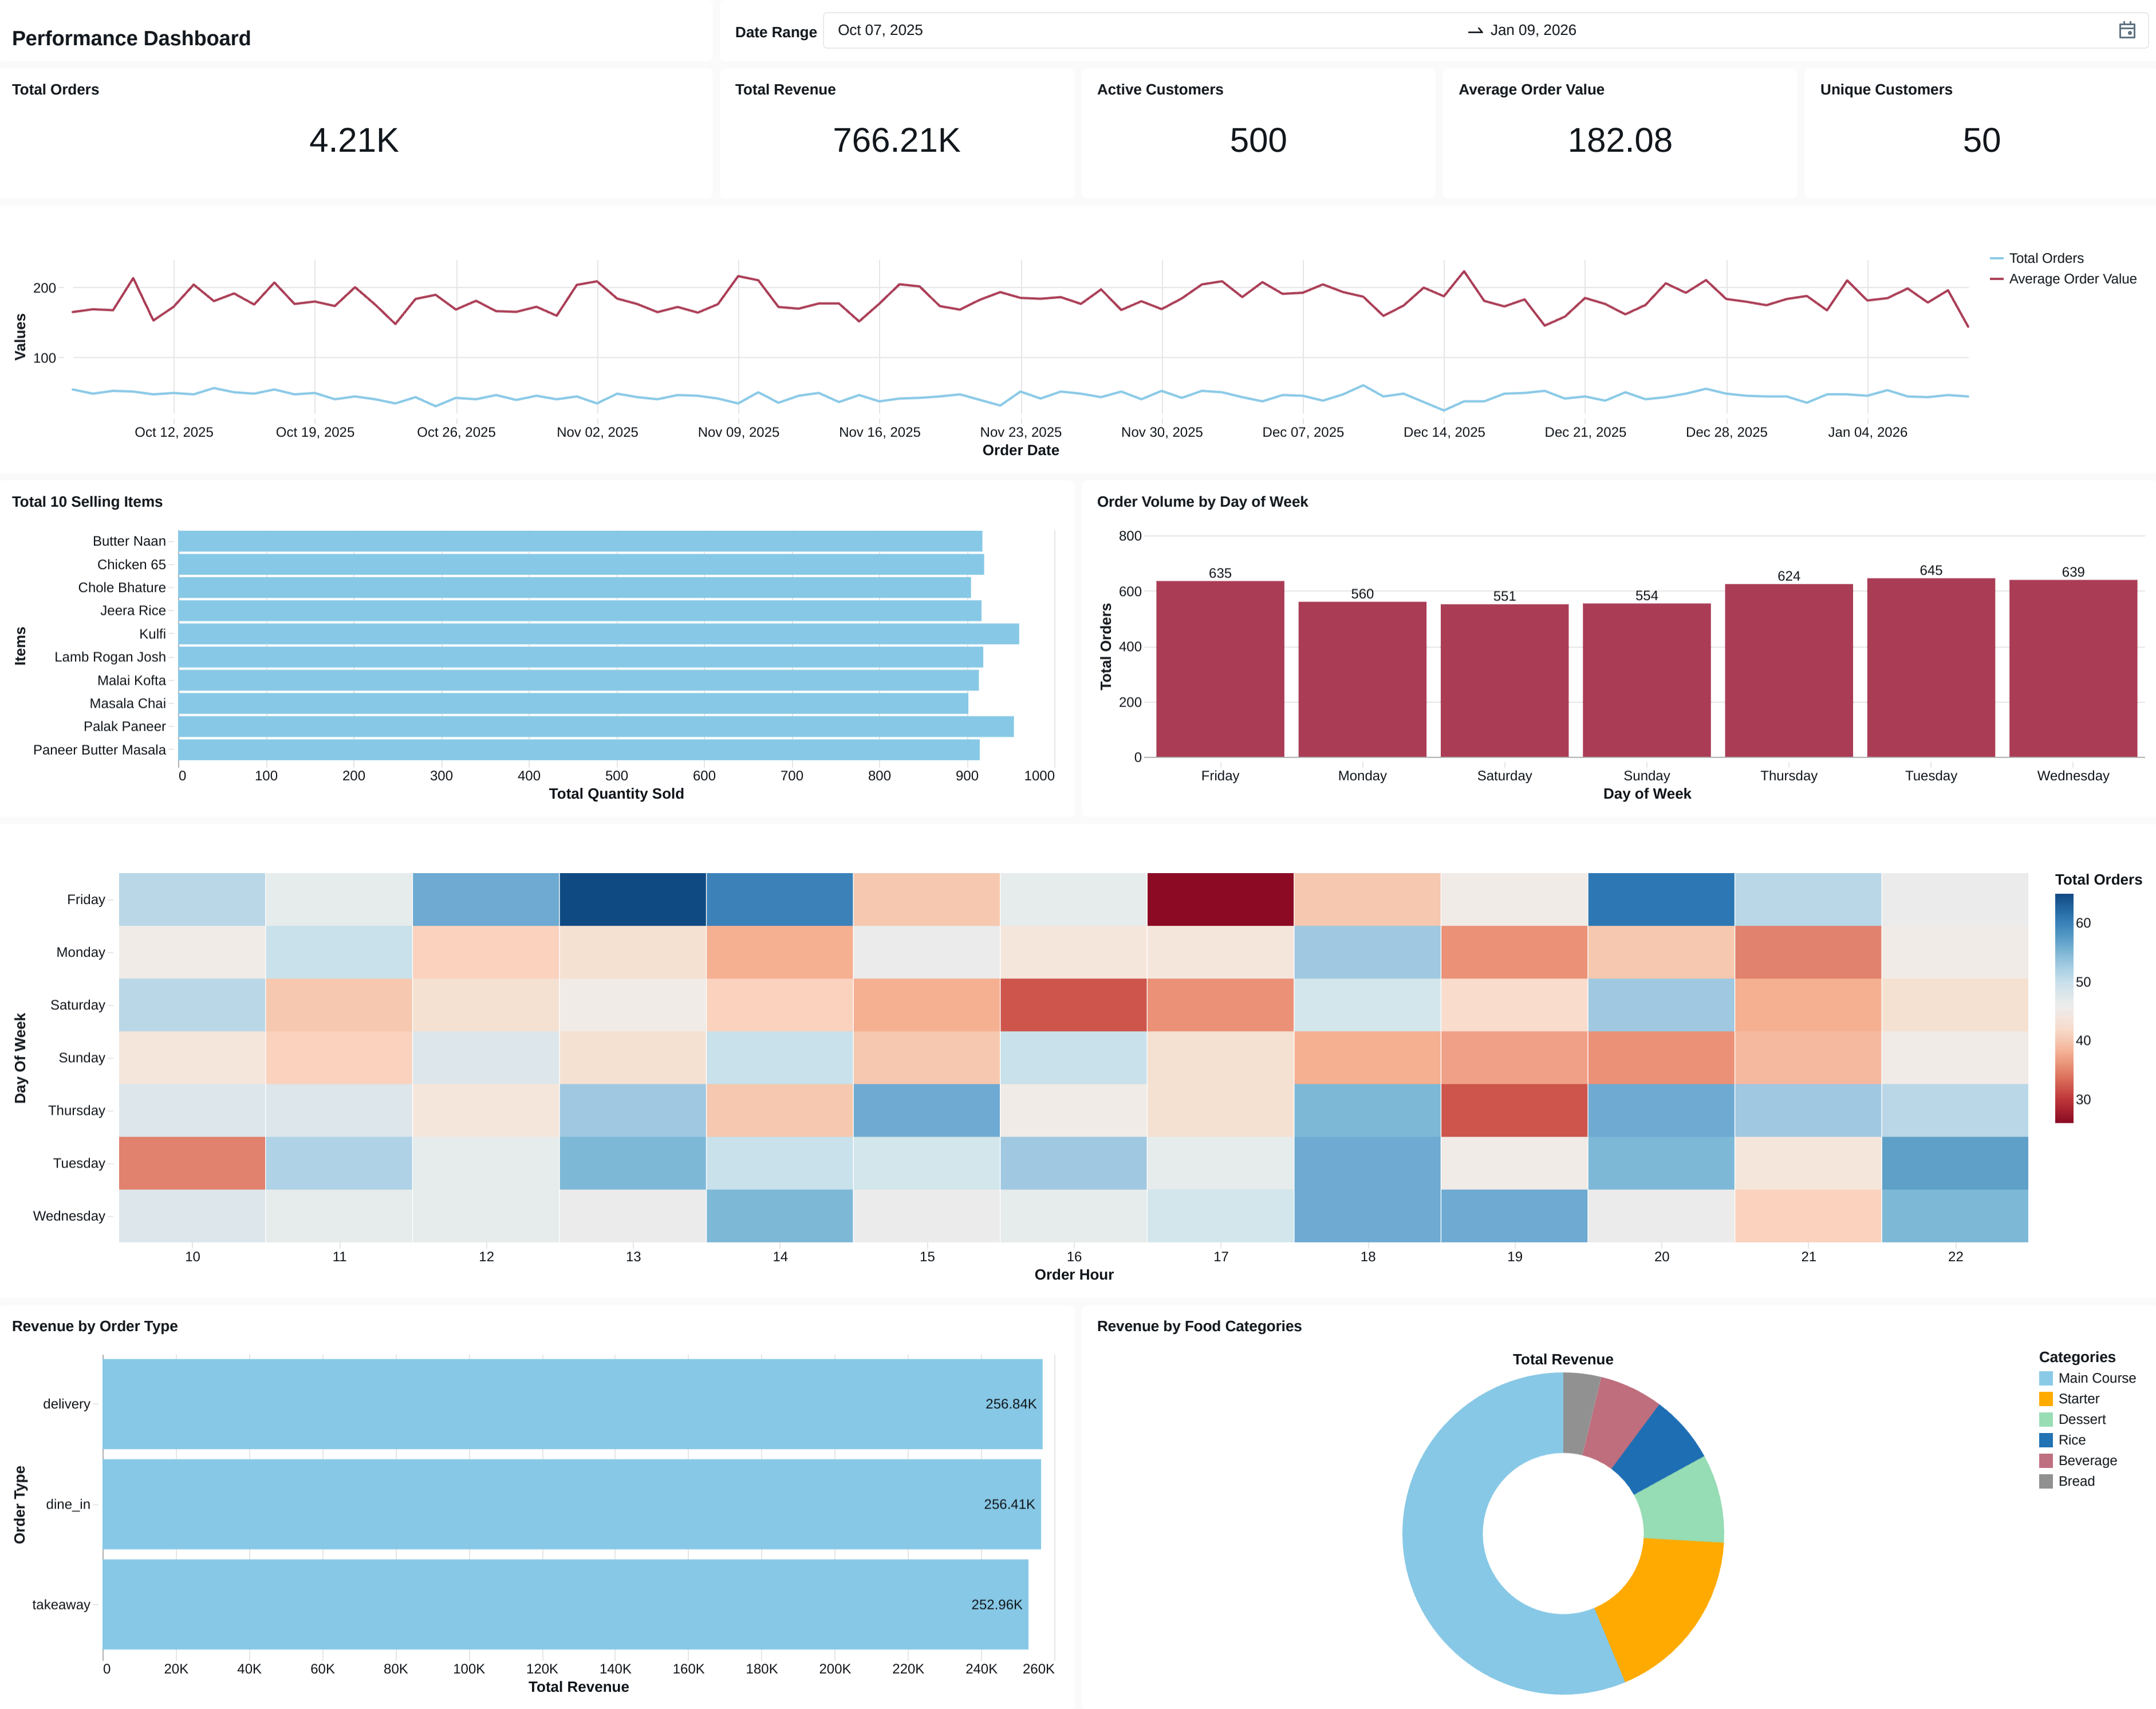 Performance Dashboard
Date Range
Oct 07, 2025
Jan 09, 2026
Total Orders
4.21K
Total Revenue
766.21K
Active Customers
500
Average Order Value
182.08
Unique Customers
50
Total Orders
Average Order Value
Values
200
100
Oct 12, 2025
Oct 19, 2025
Oct 26, 2025
Nov 02, 2025
Nov 09, 2025
Nov 16, 2025
Nov 23, 2025
Nov 30, 2025
Dec 07, 2025
Dec 14, 2025
Dec 21, 2025
Dec 28, 2025
Jan 04, 2026
Order Date
Total 10 Selling Items
Items
Butter Naan
Chicken 65
Chole Bhature
Jeera Rice
Kulfi
Lamb Rogan Josh
Malai Kofta
Masala Chai
Palak Paneer
Paneer Butter Masala
0
100
200
300
400
500
600
700
800
900
1000
Total Quantity Sold
Order Volume by Day of Week
Total Orders
800
600
400
200
0
635
560
551
554
624
645
639
Friday
Monday
Saturday
Sunday
Thursday
Tuesday
Wednesday
Day of Week
Day Of Week
Friday
Monday
Saturday
Sunday
Thursday
Tuesday
Wednesday
10
11
12
13
14
15
16
17
18
19
20
21
22
Order Hour
Total Orders
60
50
40
30
Revenue by Order Type
Order Type
delivery
256.84K
dine_in
256.41K
takeaway
252.96K
0
20K
40K
60K
80K
100K
120K
140K
160K
180K
200K
220K
240K
260K
Total Revenue
Revenue by Food Categories
Total Revenue
Categories
Main Course
Starter
Dessert
Rice
Beverage
Bread